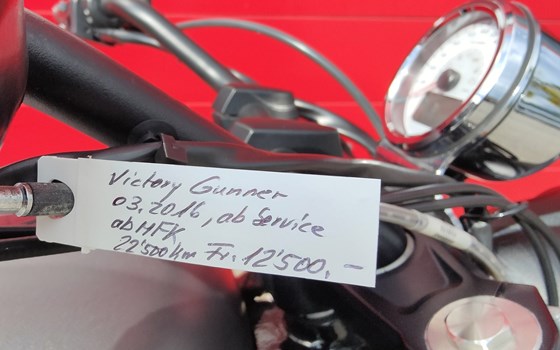 Victory Gunner
03.2016, ab Service
ab MFK,
22'500 km Fr. 12'500.-